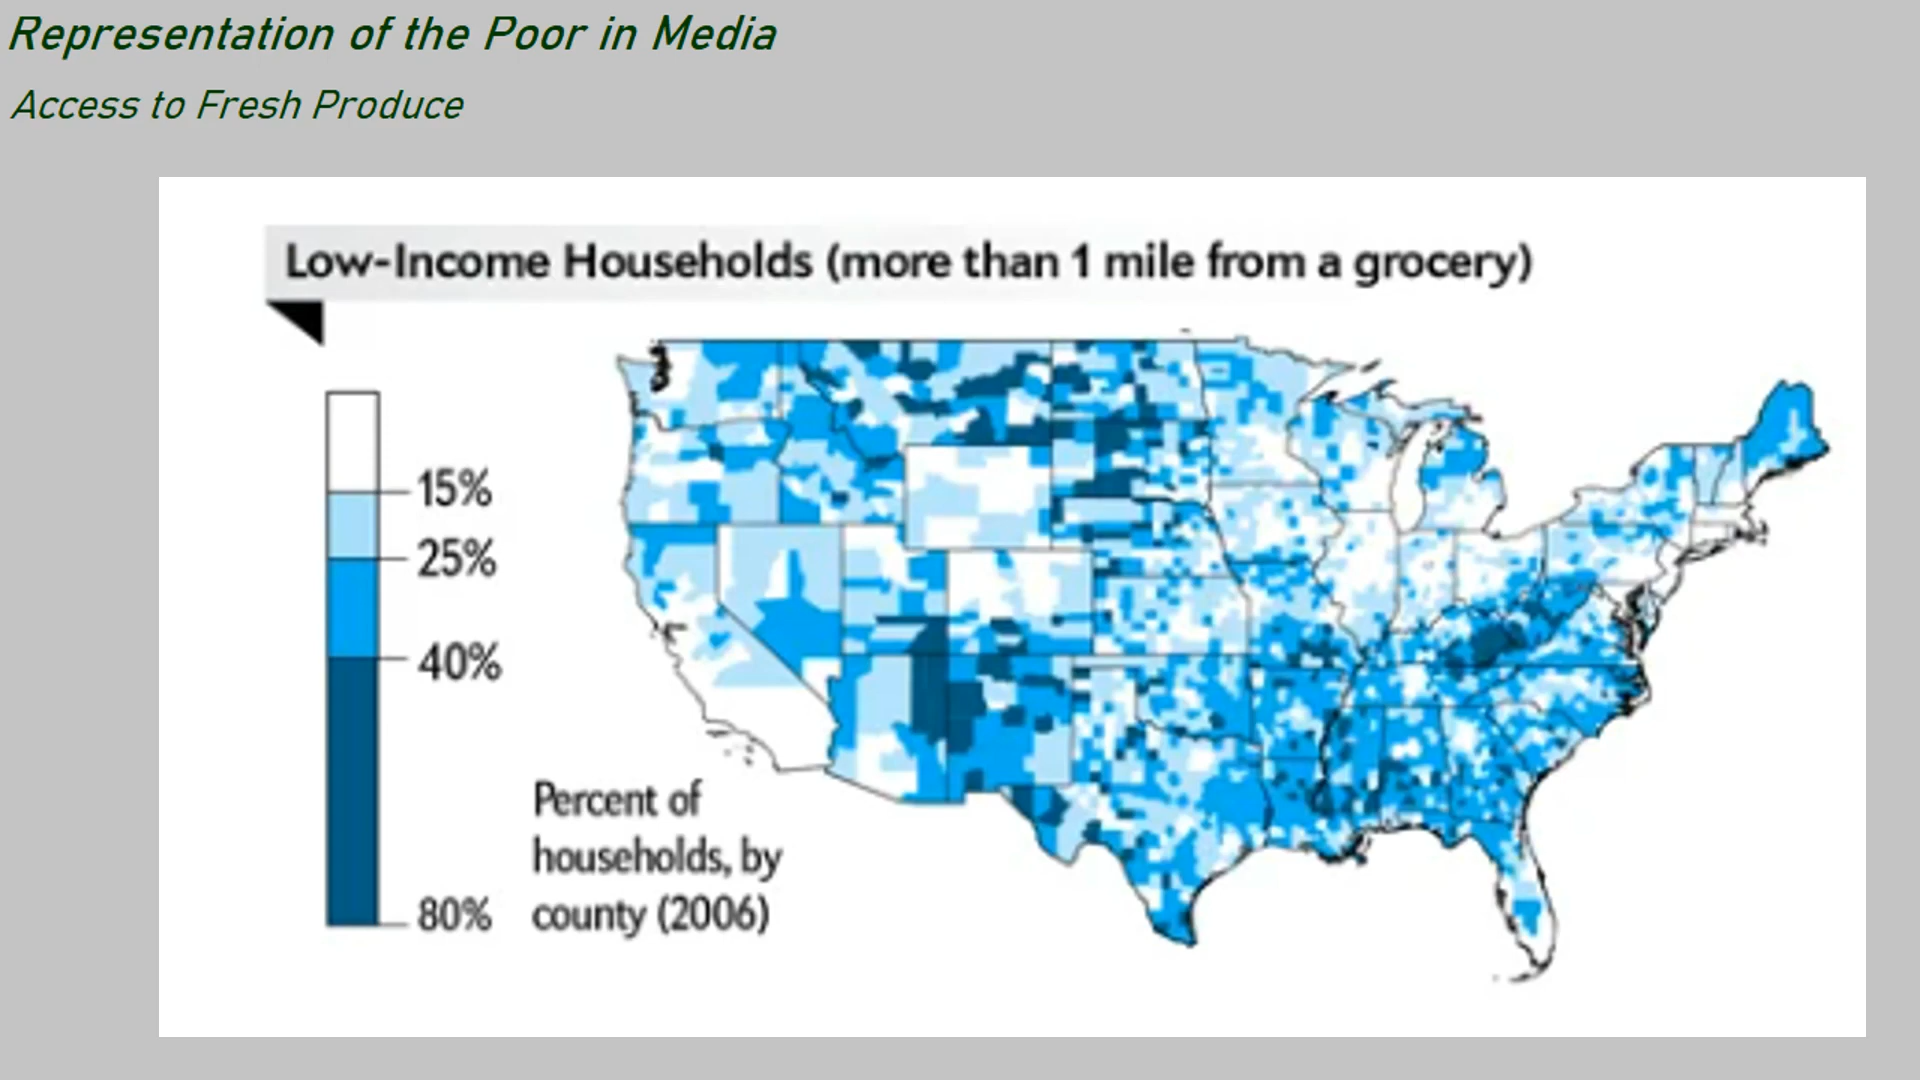 Representation of the Poor in Media
Access to Fresh Produce
Low-Income Households (more than 1 mile from a grocery)
15%
25%
40%
80%
Percent of
households, by
county (2006)